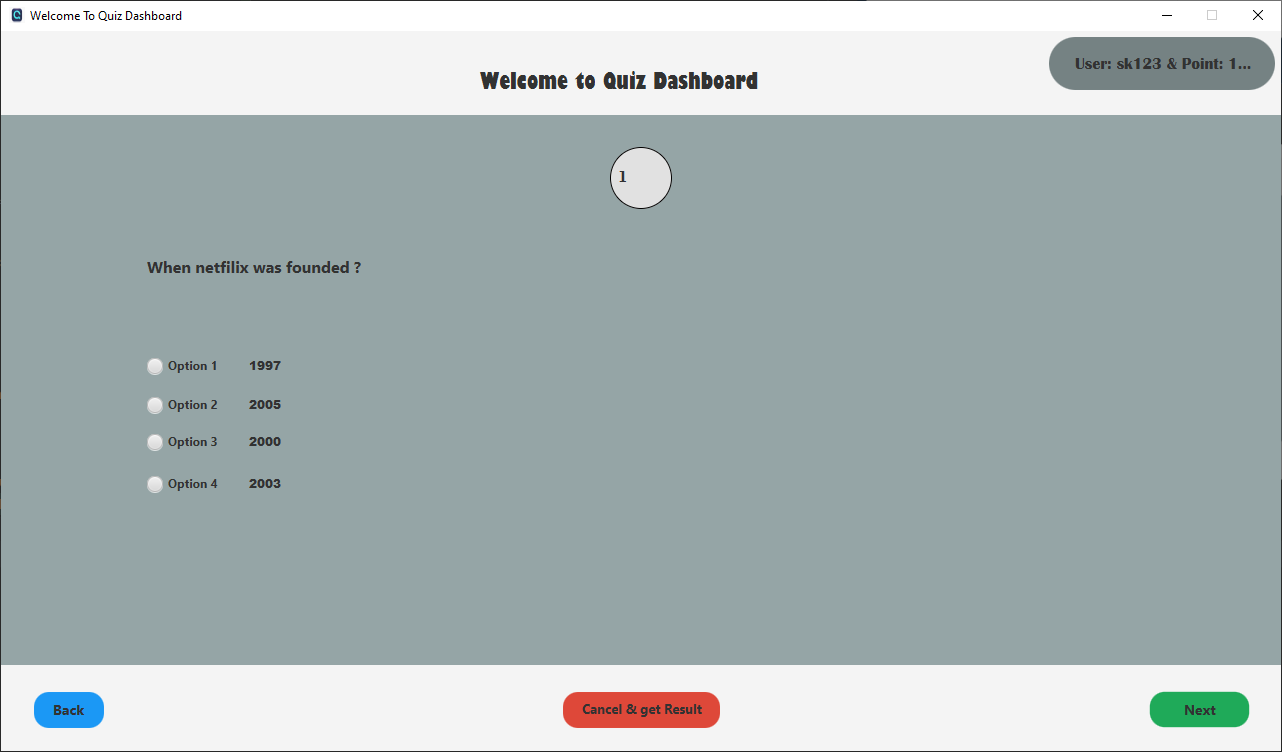 Welcome To Quiz Dashboard
User: sk123 & Point: 1...
Welcome to Quiz Dashboard
1
When netfilix was founded ?
Option 1 1997
Option 2 2005
Option 3 2000
Option 4 2003
Back Cancel & get Result Next